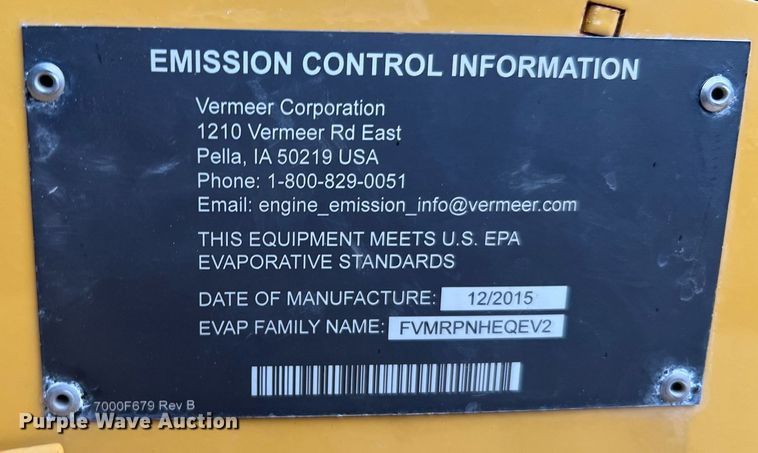 EMISSION CONTROL INFORMATION
Vermeer Corporation
1210 Vermeer Rd East
Pella, IA 50219 USA
Phone: 1-800-829-0051
Email: engine_emission_info@vermeer.com
THIS EQUIPMENT MEETS U.S. EPA
EVAPORATIVE STANDARDS
DATE OF MANUFACTURE: 12/2015
EVAP FAMILY NAME: FVMRPNHEQEV2
7000F679 Rev B
Purple Wave Auction